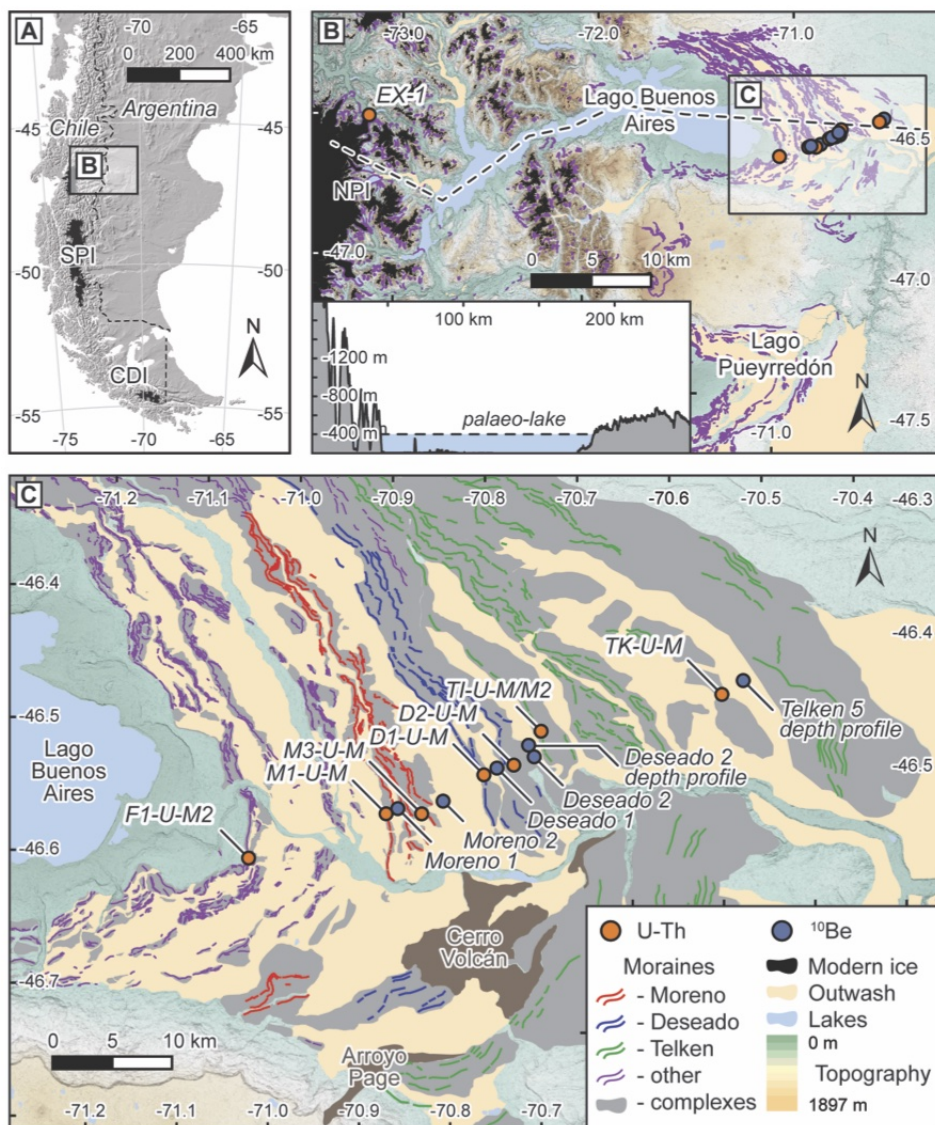 A
-70
-65
0 200 400 km
Argentina
Chile
-45
B
SPI
-50
CDI
N
-55
-75
-70
-65
B
-73.0
-72.0
-71.0
EX-1
Lago Buenos
Aires
C
-46.5
NPI
-47.0
0 5 10 km
-47.0
100 km
200 km
-1200 m
-800 m
-400 m
palaeo-lake
Lago
Pueyrredón
N
-71.0
-47.5
C
-71.2
-71.1
-71.0
-70.9
-70.8
-70.7
-70.6
-70.5
-70.4
-46.3
N
-46.4
-46.4
TK-U-M
TI-U-M/M2
D2-U-M
D1-U-M
Telken 5
depth profile
-46.5
-46.5
Lago
Buenos
Aires
M3-U-M
M1-U-M
Deseado 2
depth profile
Deseado 2
Deseado 1
F1-U-M2
Moreno 2
Moreno 1
-46.6
Cerro
Volcán
-46.7
0 5 10 km
Arroyo
Page
-71.2
-71.1
-71.0
-70.9
-70.8
-70.7
U-Th
¹⁰Be
Moraines
Modern ice
- Moreno
Outwash
- Deseado
Lakes
- Telken
0 m
- other
Topography
- complexes
1897 m